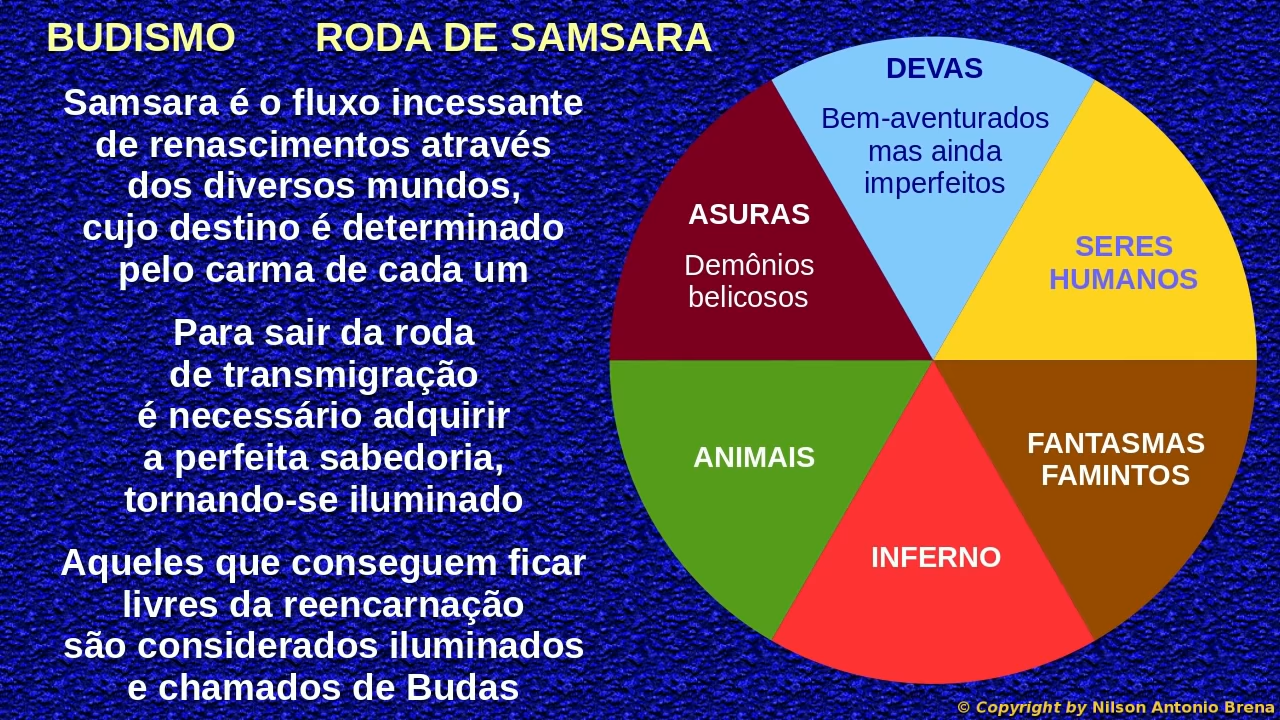 BUDISMO RODA DE SAMSARA
Samsara é o fluxo incessante
de renascimentos através
dos diversos mundos,
cujo destino é determinado
pelo carma de cada um
Para sair da roda
de transmigração
é necessário adquirir
a perfeita sabedoria,
tornando-se iluminado
Aqueles que conseguem ficar
livres da reencarnação
são considerados iluminados
e chamados de Budas
DEVAS
Bem-aventurados
mas ainda
imperfeitos
ASURAS
Demônios
belicosos
SERES
HUMANOS
ANIMAIS
FANTASMAS
FAMINTOS
INFERNO
© Copyright by Nilson Antonio Brena